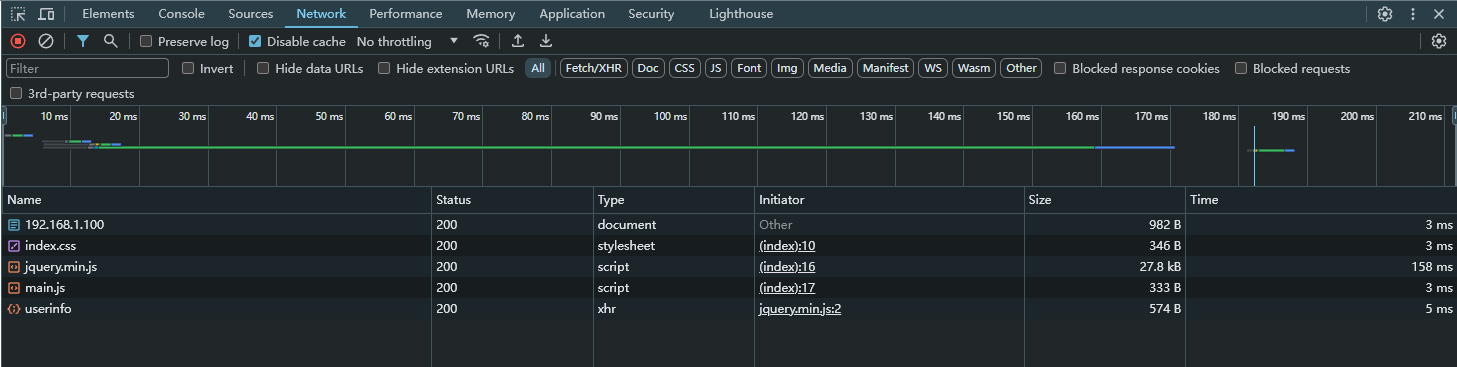 Elements Console Sources Network Performance Memory Application Security Lighthouse
Preserve log Disable cache No throttling
Filter Invert Hide data URLs Hide extension URLs All Fetch/XHR Doc CSS JS Font Img Media Manifest WS Wasm Other Blocked response cookies Blocked requests
3rd-party requests
10 ms 20 ms 30 ms 40 ms 50 ms 60 ms 70 ms 80 ms 90 ms 100 ms 110 ms 120 ms 130 ms 140 ms 150 ms 160 ms 170 ms 180 ms 190 ms 200 ms 210 ms
Name Status Type Initiator Size Time
192.168.1.100 200 document Other 982 B 3 ms
index.css 200 stylesheet (index):10 346 B 3 ms
jquery.min.js 200 script (index):16 27.8 kB 158 ms
main.js 200 script (index):17 333 B 3 ms
userinfo 200 xhr jquery.min.js:2 574 B 5 ms